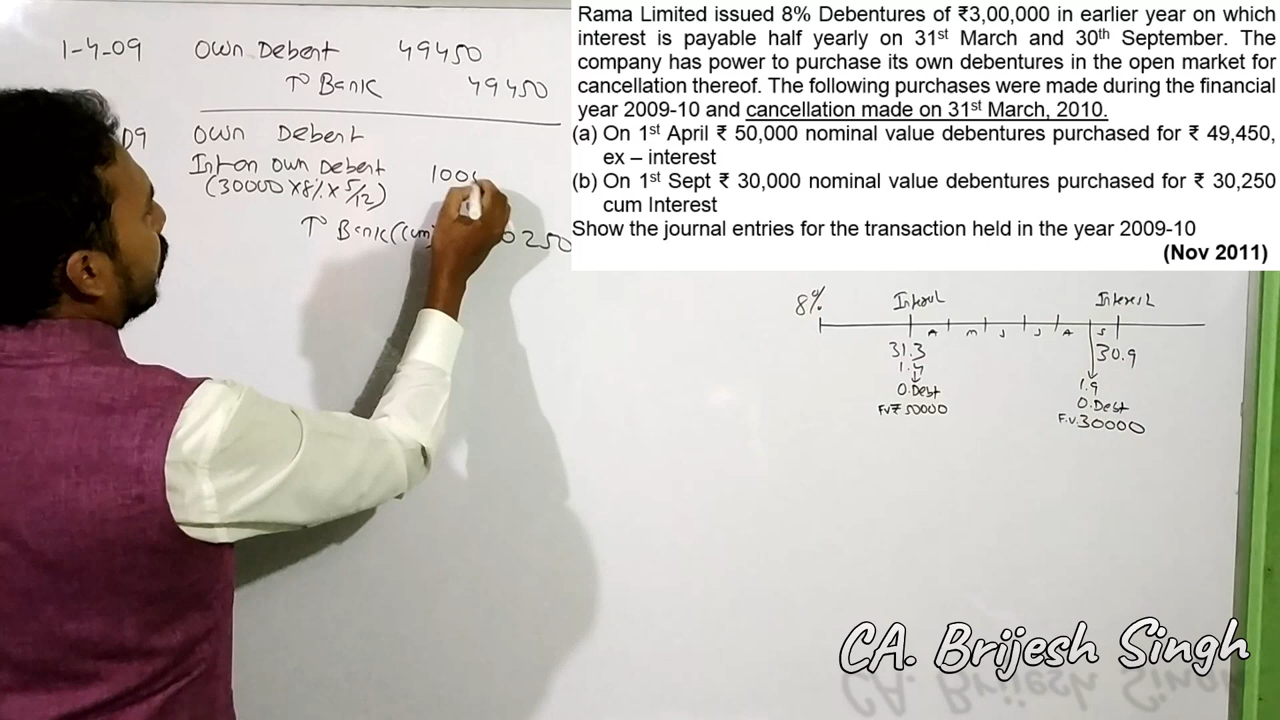 Rama Limited issued 8% Debentures of ₹3,00,000 in earlier year on which
interest is payable half yearly on 31st March and 30th September. The
company has power to purchase its own debentures in the open market for
cancellation thereof. The following purchases were made during the financial
year 2009-10 and cancellation made on 31st March, 2010.
(a) On 1st April ₹ 50,000 nominal value debentures purchased for ₹ 49,450,
ex – interest
(b) On 1st Sept ₹ 30,000 nominal value debentures purchased for ₹ 30,250
cum Interest
Show the journal entries for the transaction held in the year 2009-10
(Nov 2011)
1-4-09 Own Debent 49450
To Bank 49450
09 Own Debent
Int on Own Debent 100
(30000 x 8% x 5/12)
To Bank (cum) 0250
8% Interest
31.3 30.9
1.4 1.9
O.Debt O.Debt
FV ₹ 50000 F.V. 30000
A M J J A S
CA. Brijesh Singh